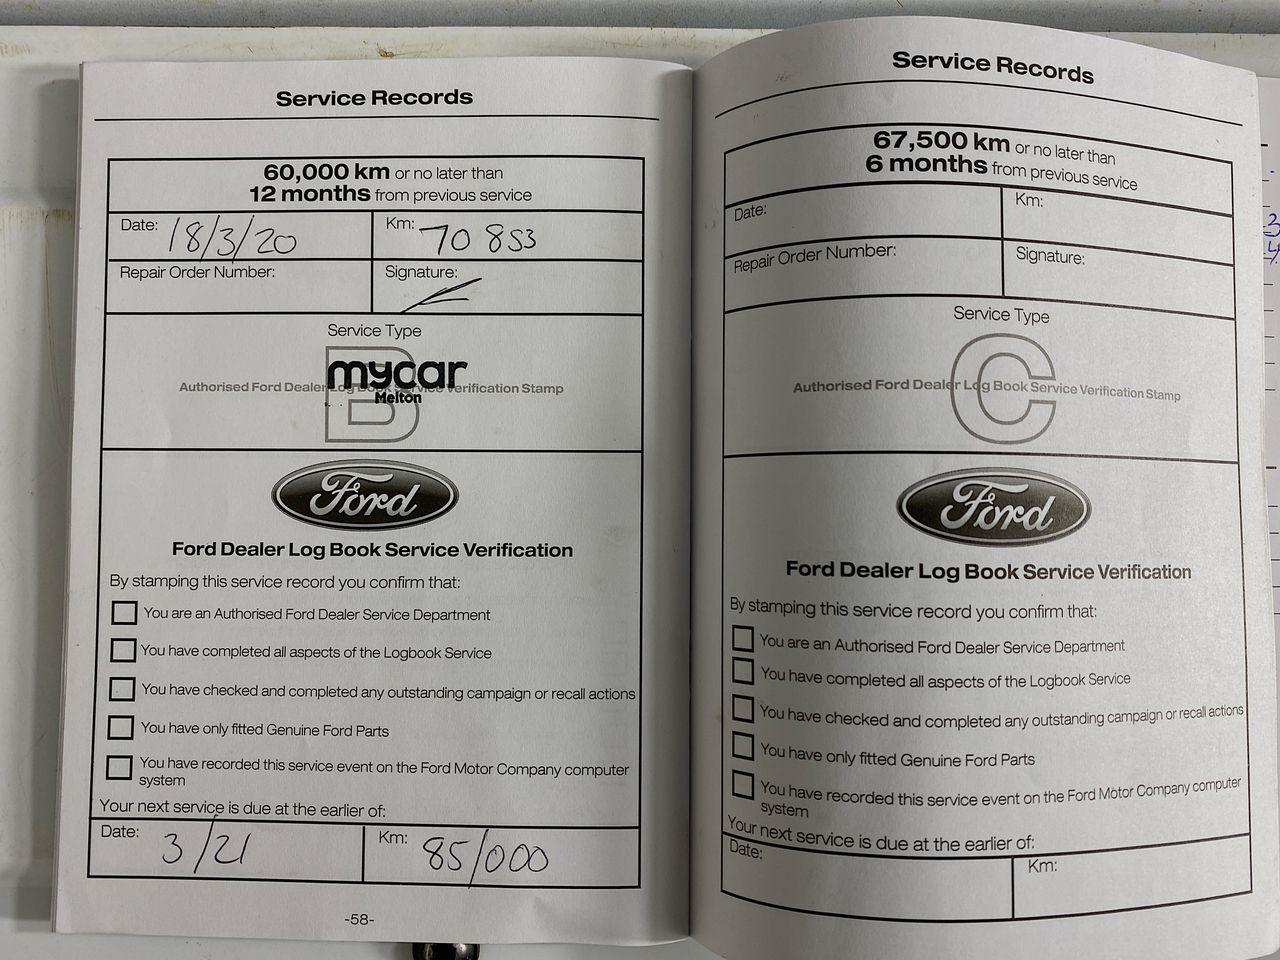 Service Records
60,000 km or no later than
12 months from previous service
Date: 18/3/20
Km: 70 853
Repair Order Number:
Signature:
Service Type
B
Authorised Ford Dealer Log Book Service Verification Stamp
mycar
Melton
Ford
Ford Dealer Log Book Service Verification
By stamping this service record you confirm that:
You are an Authorised Ford Dealer Service Department
You have completed all aspects of the Logbook Service
You have checked and completed any outstanding campaign or recall actions
You have only fitted Genuine Ford Parts
You have recorded this service event on the Ford Motor Company computer
system
Your next service is due at the earlier of:
Date: 3/21
Km: 85/000
-58-
Service Records
67,500 km or no later than
6 months from previous service
Date:
Km:
Repair Order Number:
Signature:
Service Type
C
Authorised Ford Dealer Log Book Service Verification Stamp
Ford
Ford Dealer Log Book Service Verification
By stamping this service record you confirm that:
You are an Authorised Ford Dealer Service Department
You have completed all aspects of the Logbook Service
You have checked and completed any outstanding campaign or recall actions
You have only fitted Genuine Ford Parts
You have recorded this service event on the Ford Motor Company computer
system
Your next service is due at the earlier of:
Date:
Km: